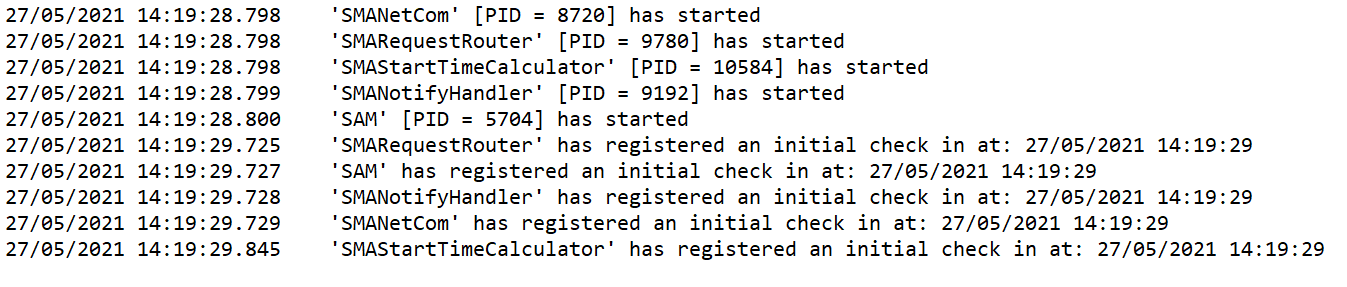 27/05/2021 14:19:28.798    'SMANetCom' [PID = 8720] has started
27/05/2021 14:19:28.798    'SMARequestRouter' [PID = 9780] has started
27/05/2021 14:19:28.798    'SMAStartTimeCalculator' [PID = 10584] has started
27/05/2021 14:19:28.799    'SMANotifyHandler' [PID = 9192] has started
27/05/2021 14:19:28.800    'SAM' [PID = 5704] has started
27/05/2021 14:19:29.725    'SMARequestRouter' has registered an initial check in at: 27/05/2021 14:19:29
27/05/2021 14:19:29.727    'SAM' has registered an initial check in at: 27/05/2021 14:19:29
27/05/2021 14:19:29.728    'SMANotifyHandler' has registered an initial check in at: 27/05/2021 14:19:29
27/05/2021 14:19:29.729    'SMANetCom' has registered an initial check in at: 27/05/2021 14:19:29
27/05/2021 14:19:29.845    'SMAStartTimeCalculator' has registered an initial check in at: 27/05/2021 14:19:29